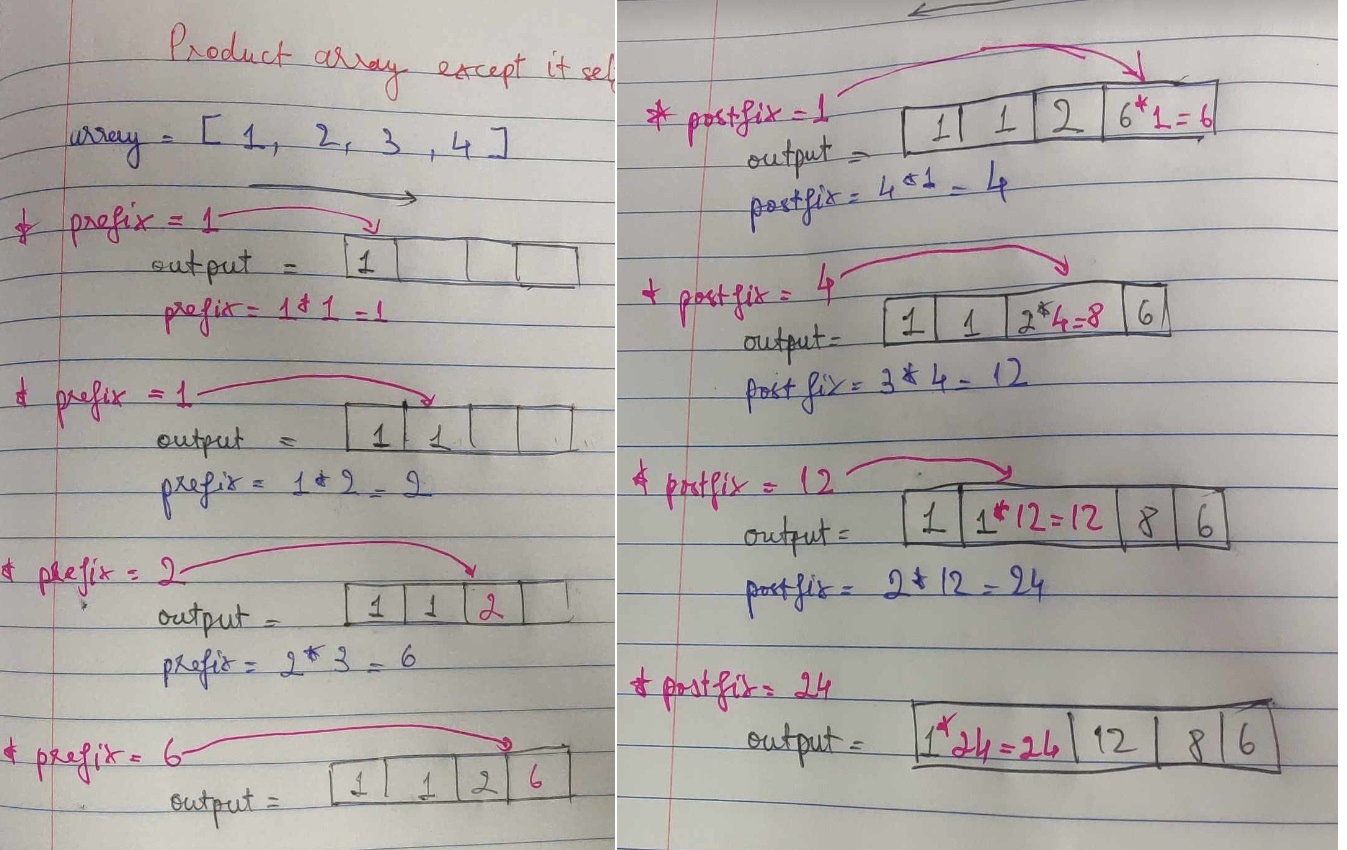 Product array except it self
array = [ 1, 2, 3, 4 ]
* prefix = 1
output = 1
prefix = 1 * 1 = 1
* prefix = 1
output = 1 1
prefix = 1 * 2 = 2
* prefix = 2
output = 1 1 2
prefix = 2 * 3 = 6
* prefix = 6
output = 1 1 2 6
* postfix = 1
output = 1 1 2 6*1=6
postfix = 4*1 = 4
* postfix = 4
output = 1 1 2*4=8 6
post fix = 3 * 4 = 12
* postfix = 12
output = 1 1*12=12 8 6
postfix = 2 * 12 = 24
* postfix = 24
output = 1*24=24 12 8 6